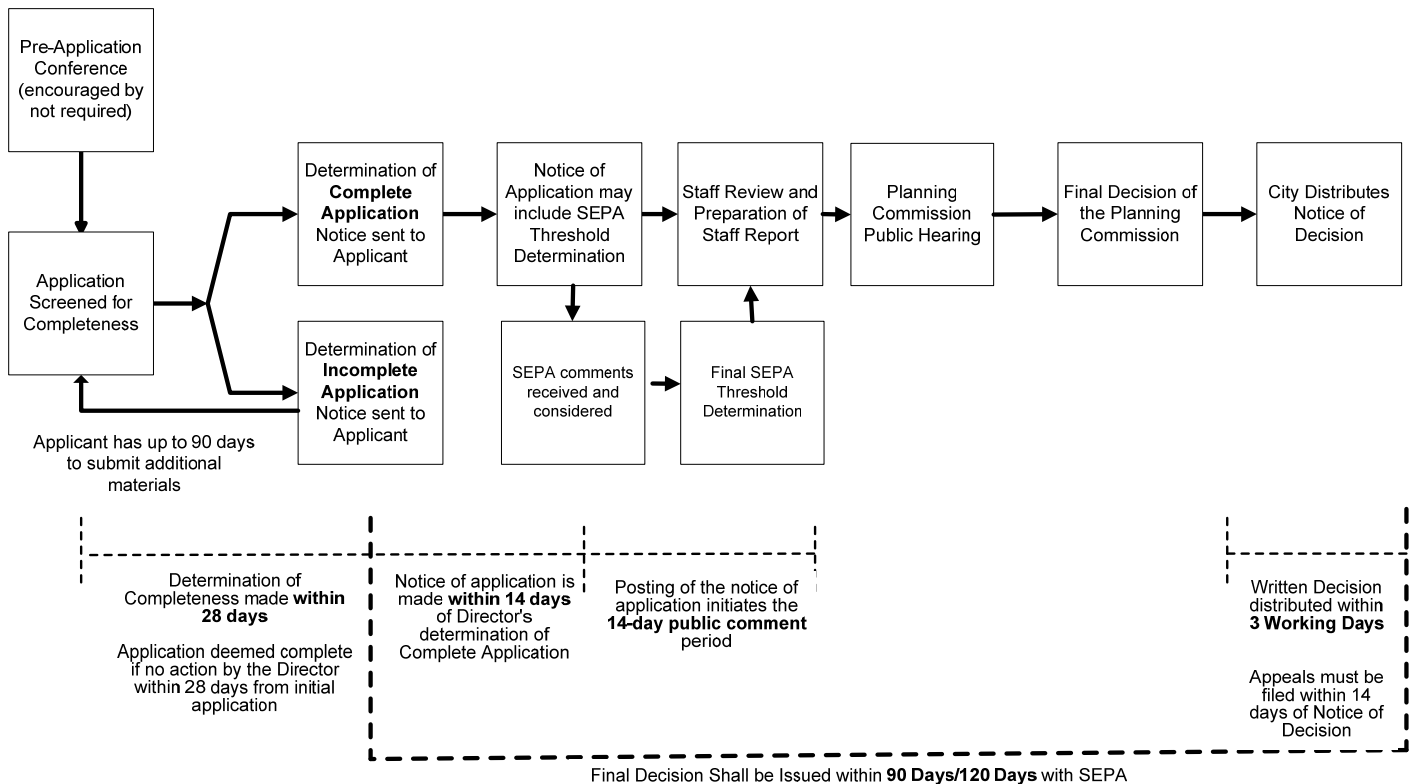 Pre-Application
Conference
(encouraged by
not required)
Application
Screened for
Completeness
Determination of
Complete
Application
Notice sent to
Applicant
Determination of
Incomplete
Application
Notice sent to
Applicant
Applicant has up to 90 days
to submit additional
materials
Notice of
Application may
include SEPA
Threshold
Determination
SEPA comments
received and
considered
Final SEPA
Threshold
Determination
Staff Review and
Preparation of
Staff Report
Planning
Commission
Public Hearing
Final Decision of
the Planning
Commission
City Distributes
Notice of
Decision
Determination of
Completeness made within
28 days
Application deemed complete
if no action by the Director
within 28 days from initial
application
Notice of application is
made within 14 days
of Director's
determination of
Complete Application
Posting of the notice of
application initiates the
14-day public comment
period
Written Decision
distributed within
3 Working Days
Appeals must be
filed within 14
days of Notice of
Decision
Final Decision Shall be Issued within 90 Days/120 Days with SEPA